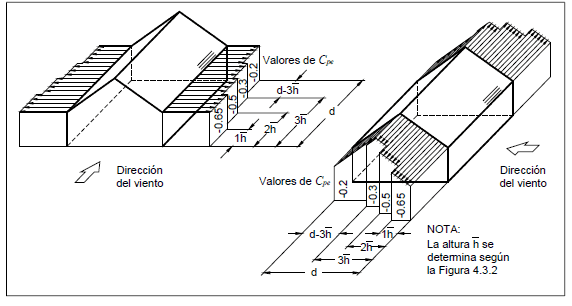 Valores de Cpe
-0.65
-0.5
-0.3
-0.2
d-3h̅
d
3h̅
2h̅
1h̅
Dirección
del viento
Valores de Cpe
-0.2
-0.3
-0.5
-0.65
d-3h̅
1h̅
2h̅
3h̅
d
Dirección
del viento
NOTA:
La altura h̅ se
determina según
la Figura 4.3.2